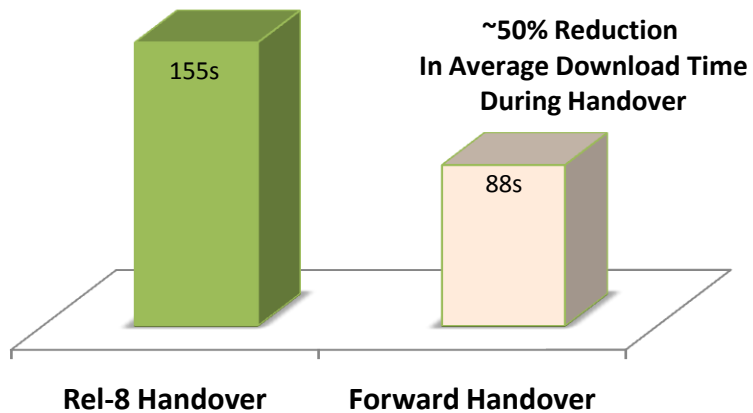 ~50% Reduction
In Average Download Time
During Handover
155s
88s
Rel-8 Handover
Forward Handover